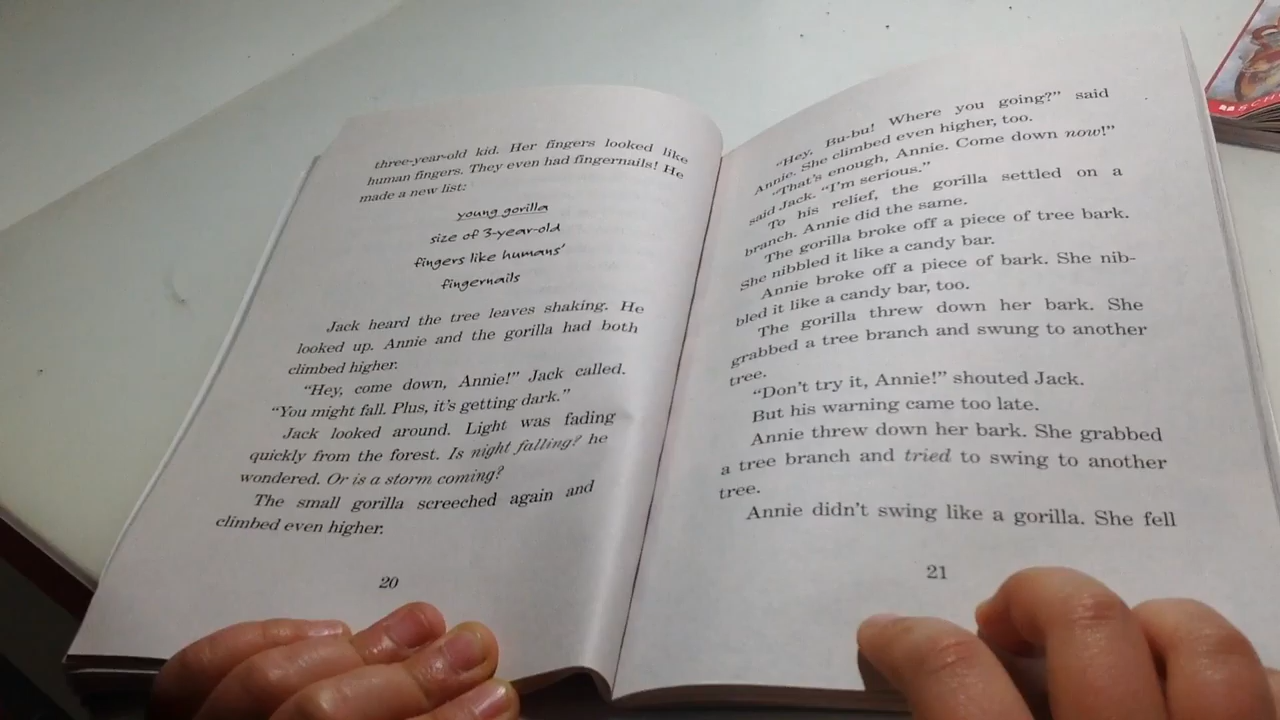 three-year-old kid. Her fingers looked like
human fingers. They even had fingernails! He
made a new list:
young gorilla
size of 3-year-old
fingers like humans'
fingernails
Jack heard the tree leaves shaking. He
looked up. Annie and the gorilla had both
climbed higher.
"Hey, come down, Annie!" Jack called.
"You might fall. Plus, it's getting dark."
Jack looked around. Light was fading
quickly from the forest. Is night falling? he
wondered. Or is a storm coming?
The small gorilla screeched again and
climbed even higher.
20
"Hey, Bu-bu! Where you going?" said
Annie. She climbed even higher, too.
"That's enough, Annie. Come down now!"
said Jack. "I'm serious."
To his relief, the gorilla settled on a
branch. Annie did the same.
The gorilla broke off a piece of tree bark.
She nibbled it like a candy bar.
Annie broke off a piece of bark. She nib-
bled it like a candy bar, too.
The gorilla threw down her bark. She
grabbed a tree branch and swung to another
tree.
"Don't try it, Annie!" shouted Jack.
But his warning came too late.
Annie threw down her bark. She grabbed
a tree branch and tried to swing to another
tree.
Annie didn't swing like a gorilla. She fell
21